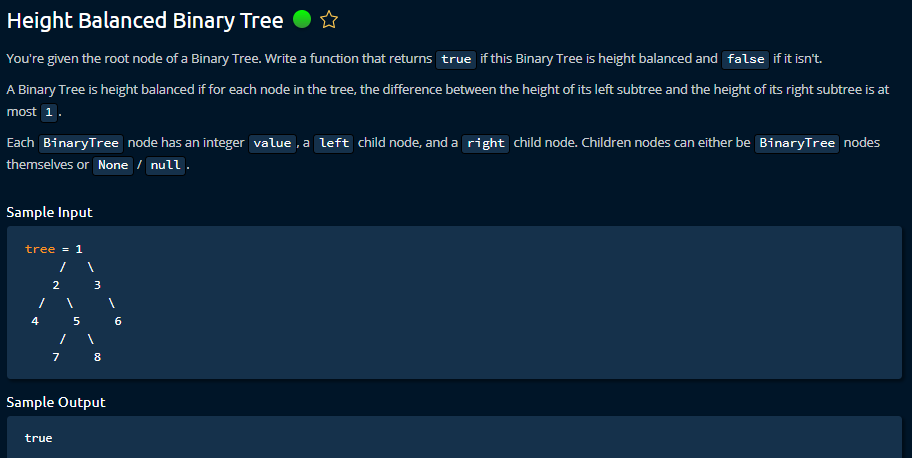 Height Balanced Binary Tree
You're given the root node of a Binary Tree. Write a function that returns true if this Binary Tree is height balanced and false if it isn't.
A Binary Tree is height balanced if for each node in the tree, the difference between the height of its left subtree and the height of its right subtree is at
most 1.
Each BinaryTree node has an integer value, a left child node, and a right child node. Children nodes can either be BinaryTree nodes
themselves or None / null.
Sample Input
tree = 1
     /   \
    2     3
  /   \     \
 4     5     6
     /   \
    7     8
Sample Output
true